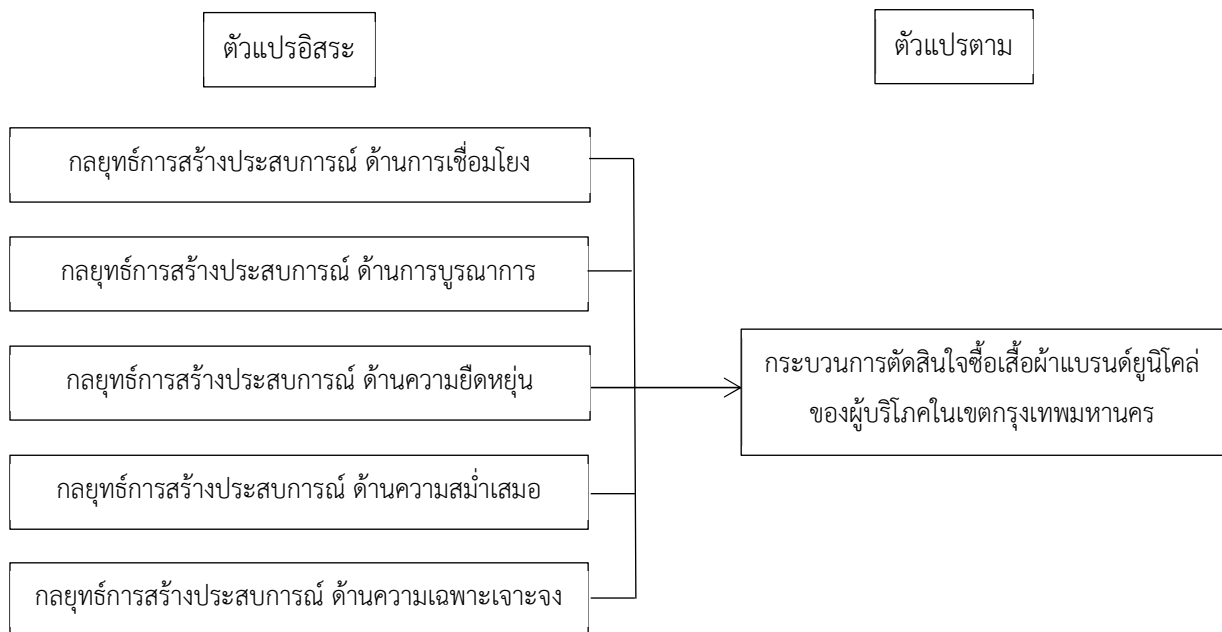 ตัวแปรอิสระ
ตัวแปรตาม
กลยุทธ์การสร้างประสบการณ์ ด้านการเชื่อมโยง
กลยุทธ์การสร้างประสบการณ์ ด้านการบูรณาการ
กลยุทธ์การสร้างประสบการณ์ ด้านความยืดหยุ่น
กลยุทธ์การสร้างประสบการณ์ ด้านความสม่ำเสมอ
กลยุทธ์การสร้างประสบการณ์ ด้านความเฉพาะเจาะจง
กระบวนการตัดสินใจซื้อเสื้อผ้าแบรนด์ยูนิโคล่
ของผู้บริโภคในเขตกรุงเทพมหานคร